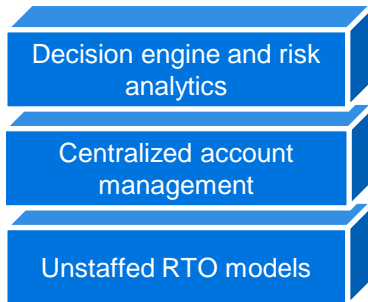 Decision engine and risk
analytics
Centralized account
management
Unstaffed RTO models